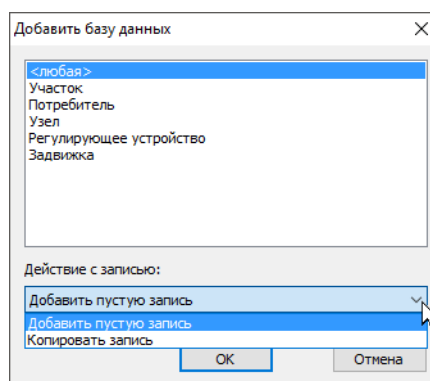 Добавить базу данных
<любая>
Участок
Потребитель
Узел
Регулирующее устройство
Задвижка
Действие с записью:
Добавить пустую запись
Добавить пустую запись
Копировать запись
ОК
Отмена